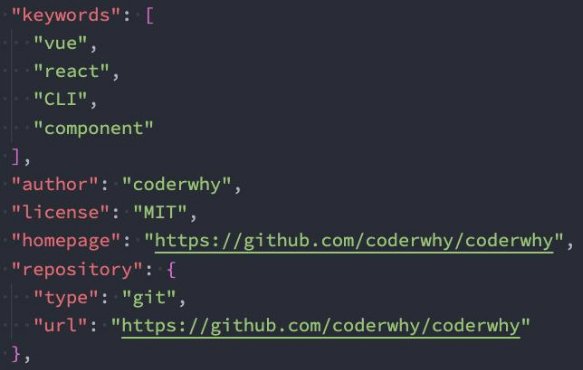 "keywords": [
"vue",
"react",
"CLI",
"component"
],
"author": "coderwhy",
"license": "MIT",
"homepage": "https://github.com/coderwhy/coderwhy",
"repository": {
"type": "git",
"url": "https://github.com/coderwhy/coderwhy"
},